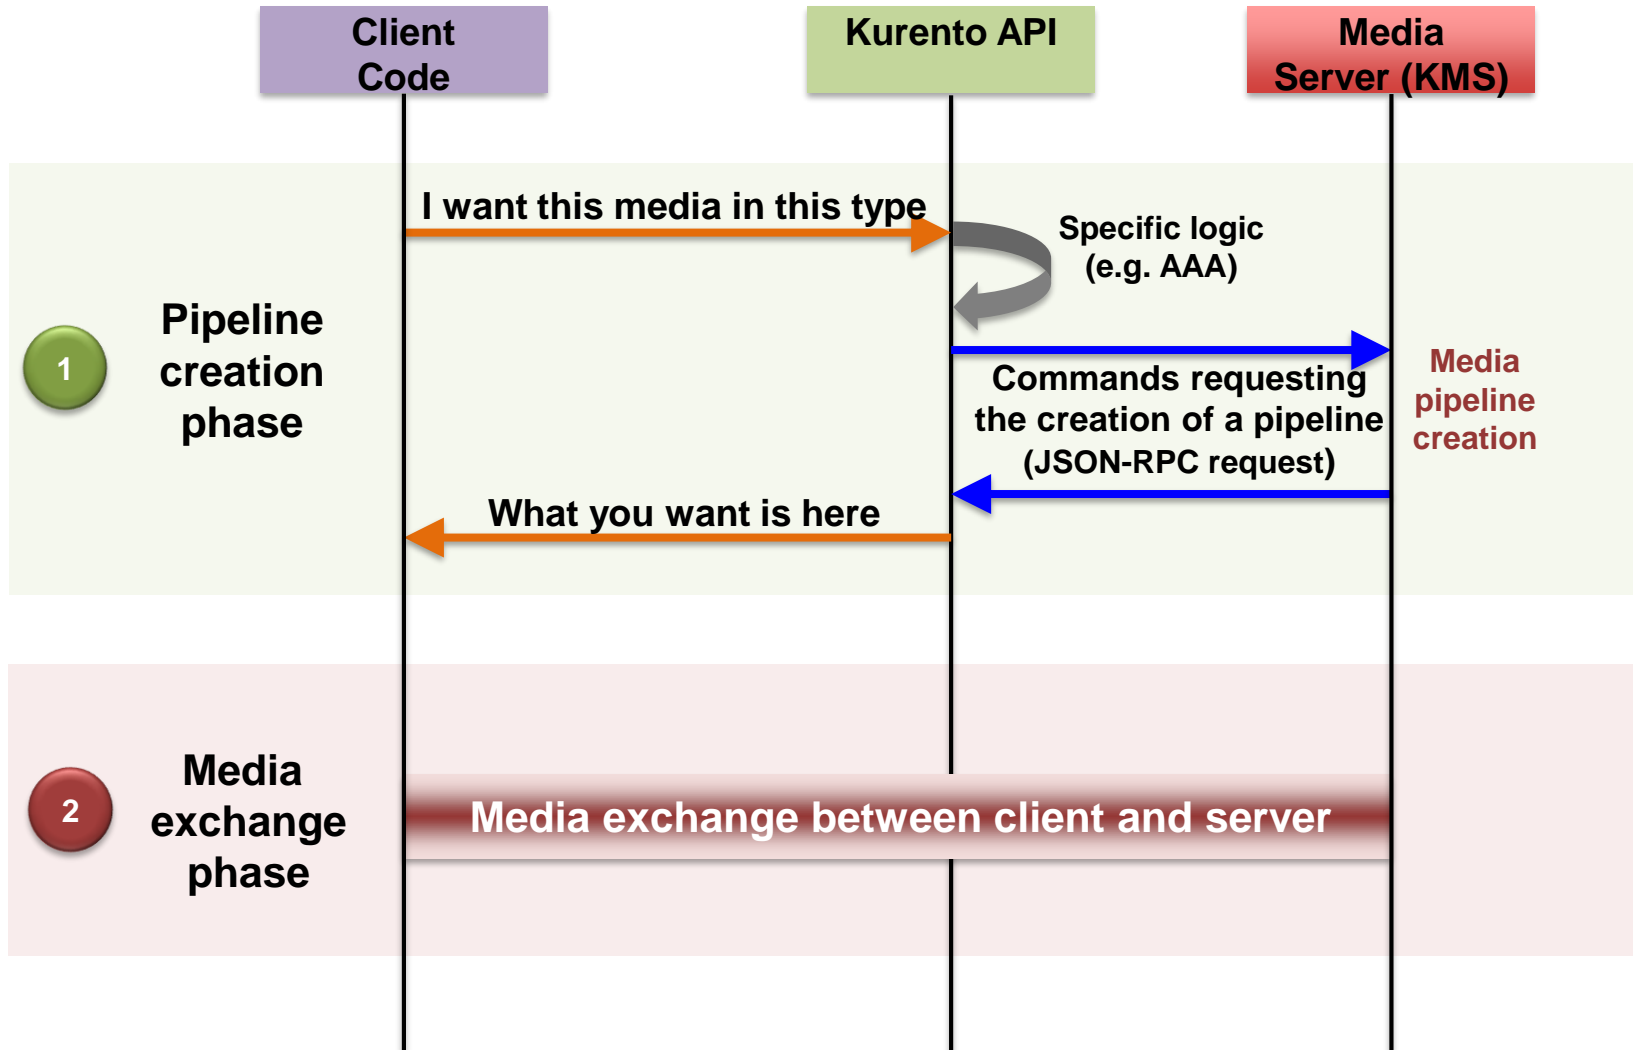 Client
Code
Kurento API
Media
Server (KMS)
I want this media in this type
Specific logic
(e.g. AAA)
1
Pipeline
creation
phase
Commands requesting
the creation of a pipeline
(JSON-RPC request)
Media
pipeline
creation
What you want is here
2
Media
exchange
phase
Media exchange between client and server